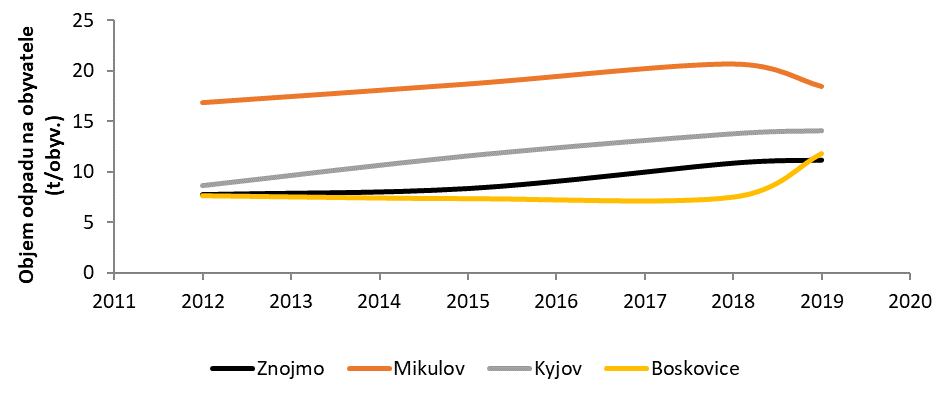 Objem odpadu na obyvatele
(t/obyv.)
25
20
15
10
5
0
2011 2012 2013 2014 2015 2016 2017 2018 2019 2020
Znojmo Mikulov Kyjov Boskovice